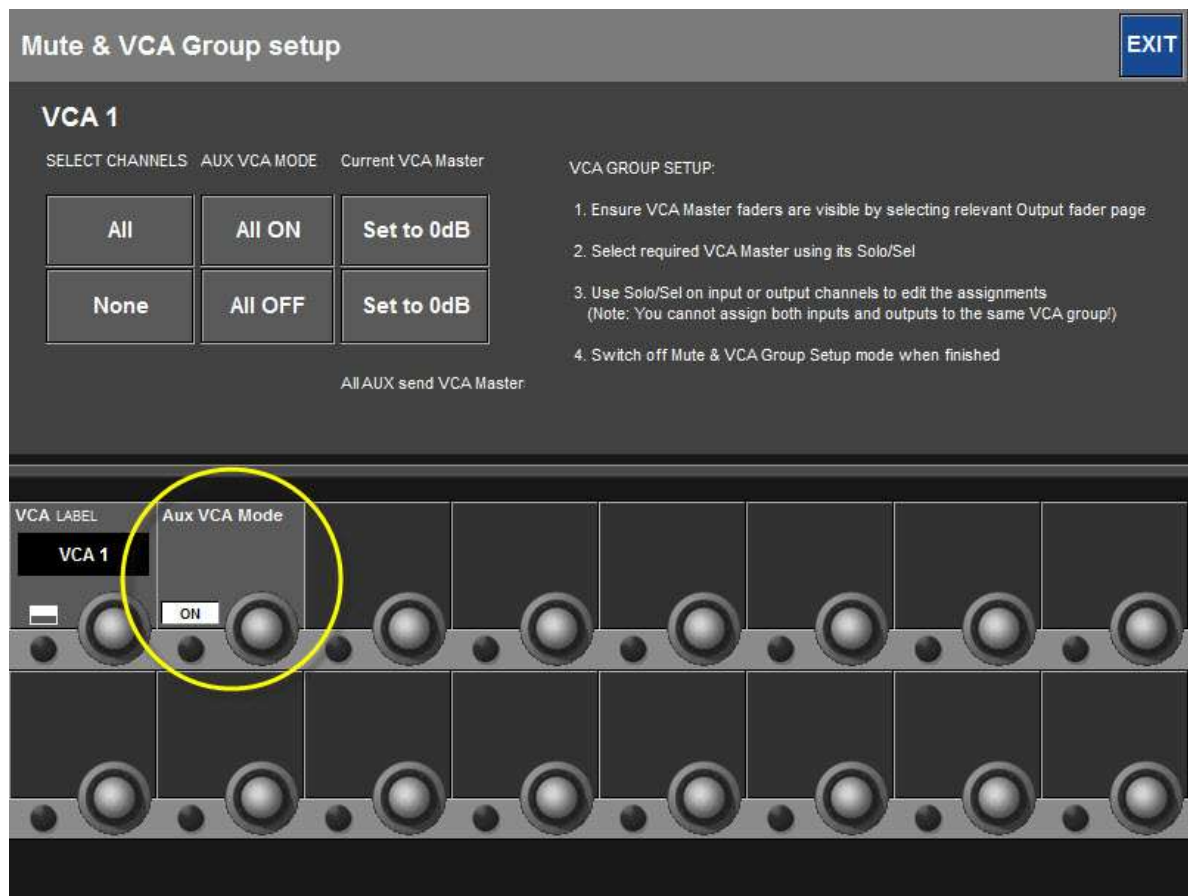 Mute & VCA Group setup
EXIT
VCA 1
SELECT CHANNELS
AUX VCA MODE
Current VCA Master
All
All ON
Set to 0dB
None
All OFF
Set to 0dB
All AUX send VCA Master
VCA GROUP SETUP:
1. Ensure VCA Master faders are visible by selecting relevant Output fader page
2. Select required VCA Master using its Solo/Sel
3. Use Solo/Sel on input or output channels to edit the assignments
(Note: You cannot assign both inputs and outputs to the same VCA group!)
4. Switch off Mute & VCA Group Setup mode when finished
VCA LABEL
VCA 1
Aux VCA Mode
ON